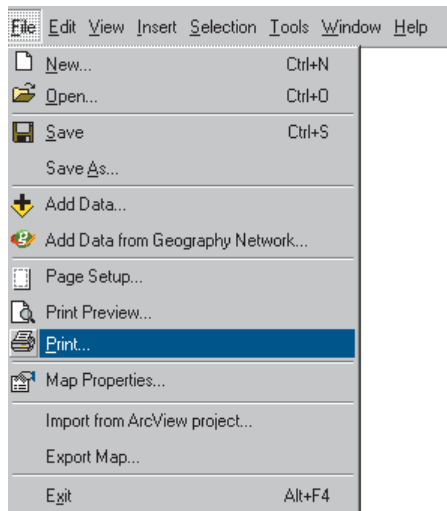 File Edit View Insert Selection Tools Window Help
New... Ctrl+N
Open... Ctrl+O
Save Ctrl+S
Save As...
Add Data...
Add Data from Geography Network...
Page Setup...
Print Preview...
Print...
Map Properties...
Import from ArcView project...
Export Map...
Exit Alt+F4